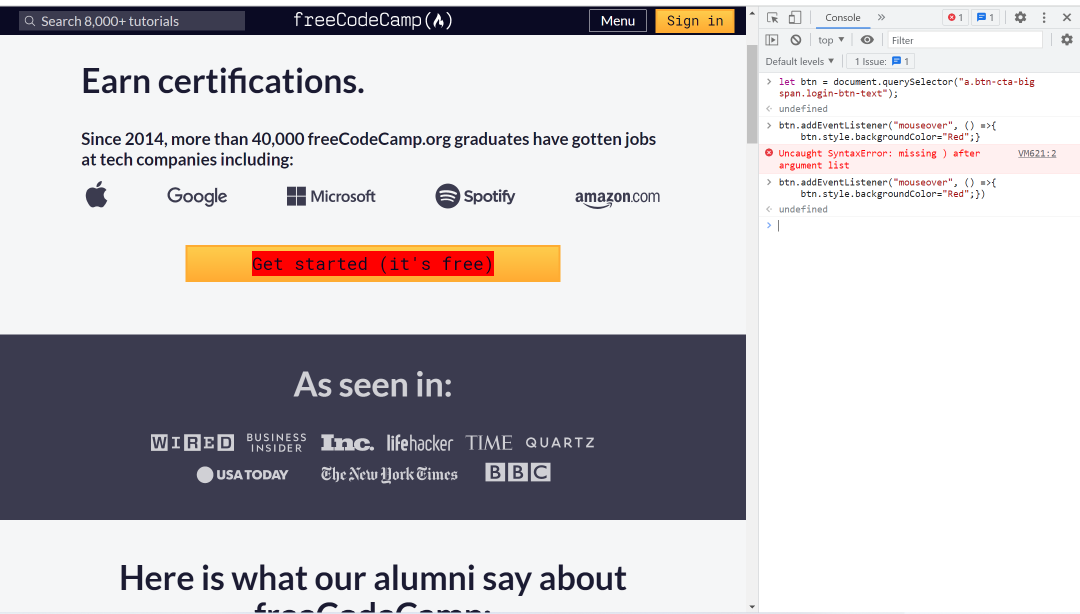 Search 8,000+ tutorials
freeCodeCamp(🔥)
Menu
Sign in
Earn certifications.
Since 2014, more than 40,000 freeCodeCamp.org graduates have gotten jobs
at tech companies including:
Google
Microsoft
Spotify
amazon.com
Get started (it's free)
As seen in:
WIRED
BUSINESS
INSIDER
Inc.
lifehacker
TIME
QUARTZ
USA TODAY
The New York Times
BBC
Here is what our alumni say about
freeCodeCamp:
Console
»
1
1
top ▼
Filter
Default levels ▼
1 Issue:
1
> let btn = document.querySelector("a.btn-cta-big
span.login-btn-text");
<· undefined
> btn.addEventListener("mouseover", () =>{
btn.style.backgroundColor="Red";}
Uncaught SyntaxError: missing ) after
argument list
VM621:2
> btn.addEventListener("mouseover", () =>{
btn.style.backgroundColor="Red";})
<· undefined
>